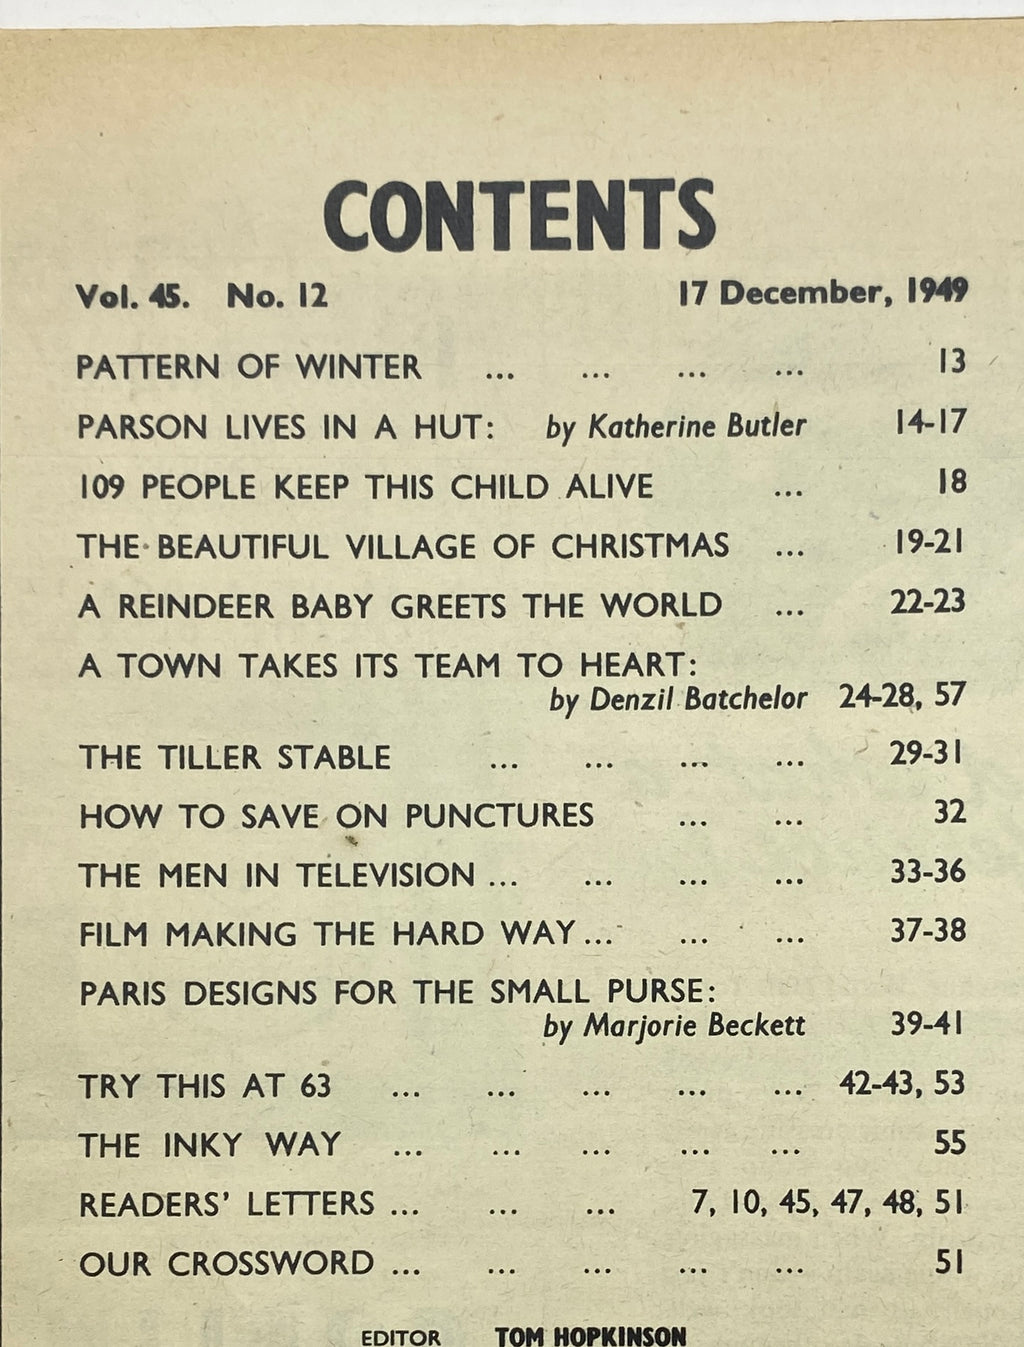 CONTENTS
Vol. 45. No. 12 17 December, 1949
PATTERN OF WINTER ... ... ... ... 13
PARSON LIVES IN A HUT: by Katherine Butler 14-17
109 PEOPLE KEEP THIS CHILD ALIVE ... 18
THE BEAUTIFUL VILLAGE OF CHRISTMAS ... 19-21
A REINDEER BABY GREETS THE WORLD ... 22-23
A TOWN TAKES ITS TEAM TO HEART:
by Denzil Batchelor 24-28, 57
THE TILLER STABLE ... ... ... ... 29-31
HOW TO SAVE ON PUNCTURES ... ... 32
THE MEN IN TELEVISION ... ... ... ... 33-36
FILM MAKING THE HARD WAY ... ... ... 37-38
PARIS DESIGNS FOR THE SMALL PURSE:
by Marjorie Beckett 39-41
TRY THIS AT 63 ... ... ... ... ... 42-43, 53
THE INKY WAY ... ... ... ... ... 55
READERS' LETTERS ... ... ... 7, 10, 45, 47, 48, 51
OUR CROSSWORD ... ... ... ... ... 51
EDITOR TOM HOPKINSON